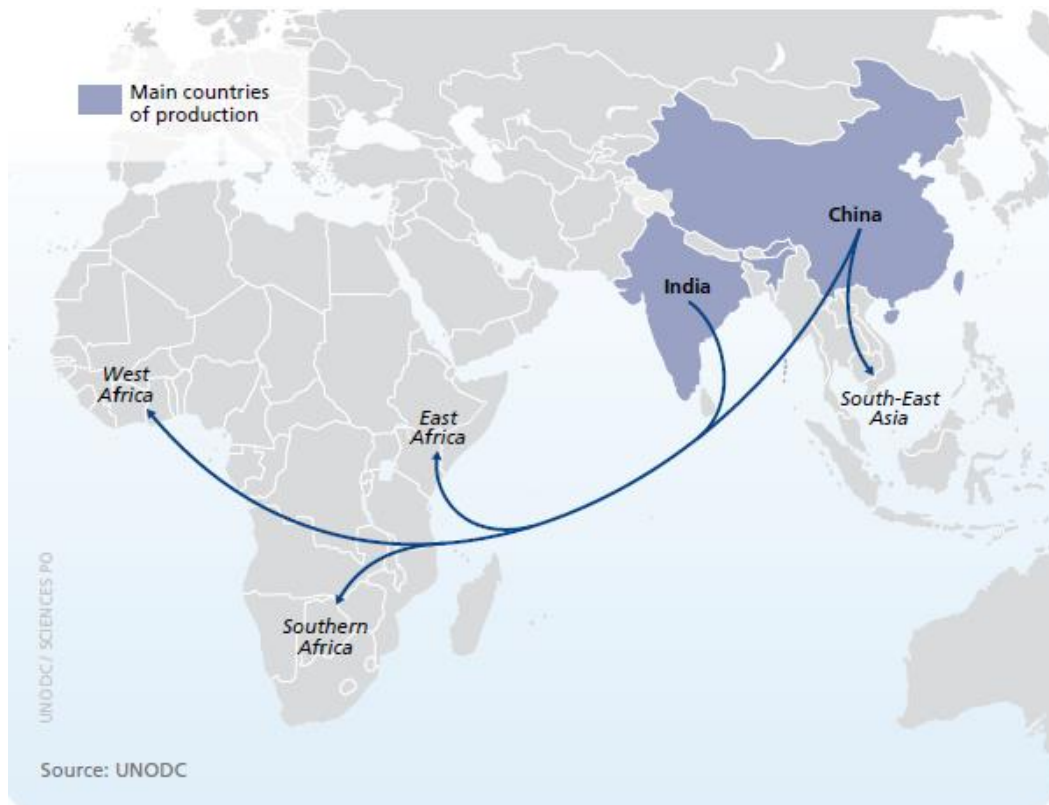 Main countries
of production
China
India
West
Africa
East
Africa
South-East
Asia
Southern
Africa
UNODC / SCIENCES PO
Source: UNODC